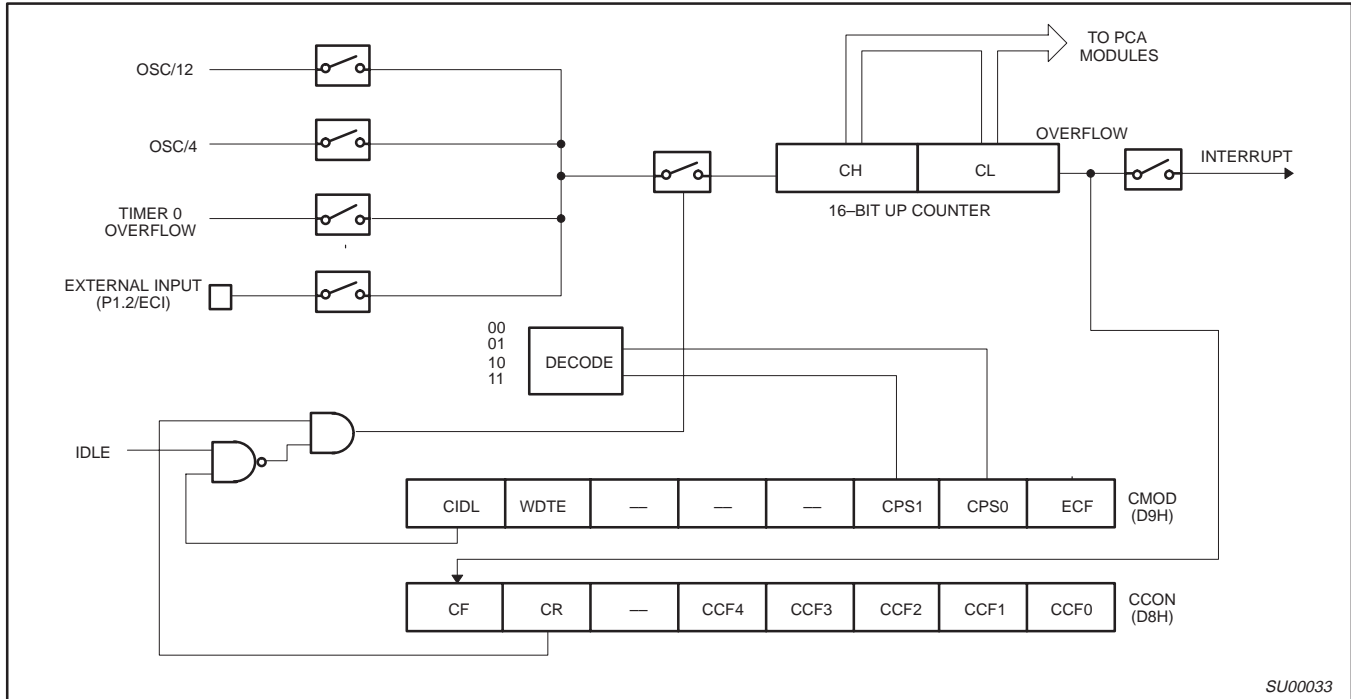 TO PCA
MODULES
OSC/12
OSC/4
OVERFLOW
INTERRUPT
CH
CL
16–BIT UP COUNTER
TIMER 0
OVERFLOW
EXTERNAL INPUT
(P1.2/ECI)
00
01
10
11
DECODE
IDLE
CIDL WDTE –– –– –– CPS1 CPS0 ECF
CMOD
(D9H)
CF CR –– CCF4 CCF3 CCF2 CCF1 CCF0
CCON
(D8H)
SU00033